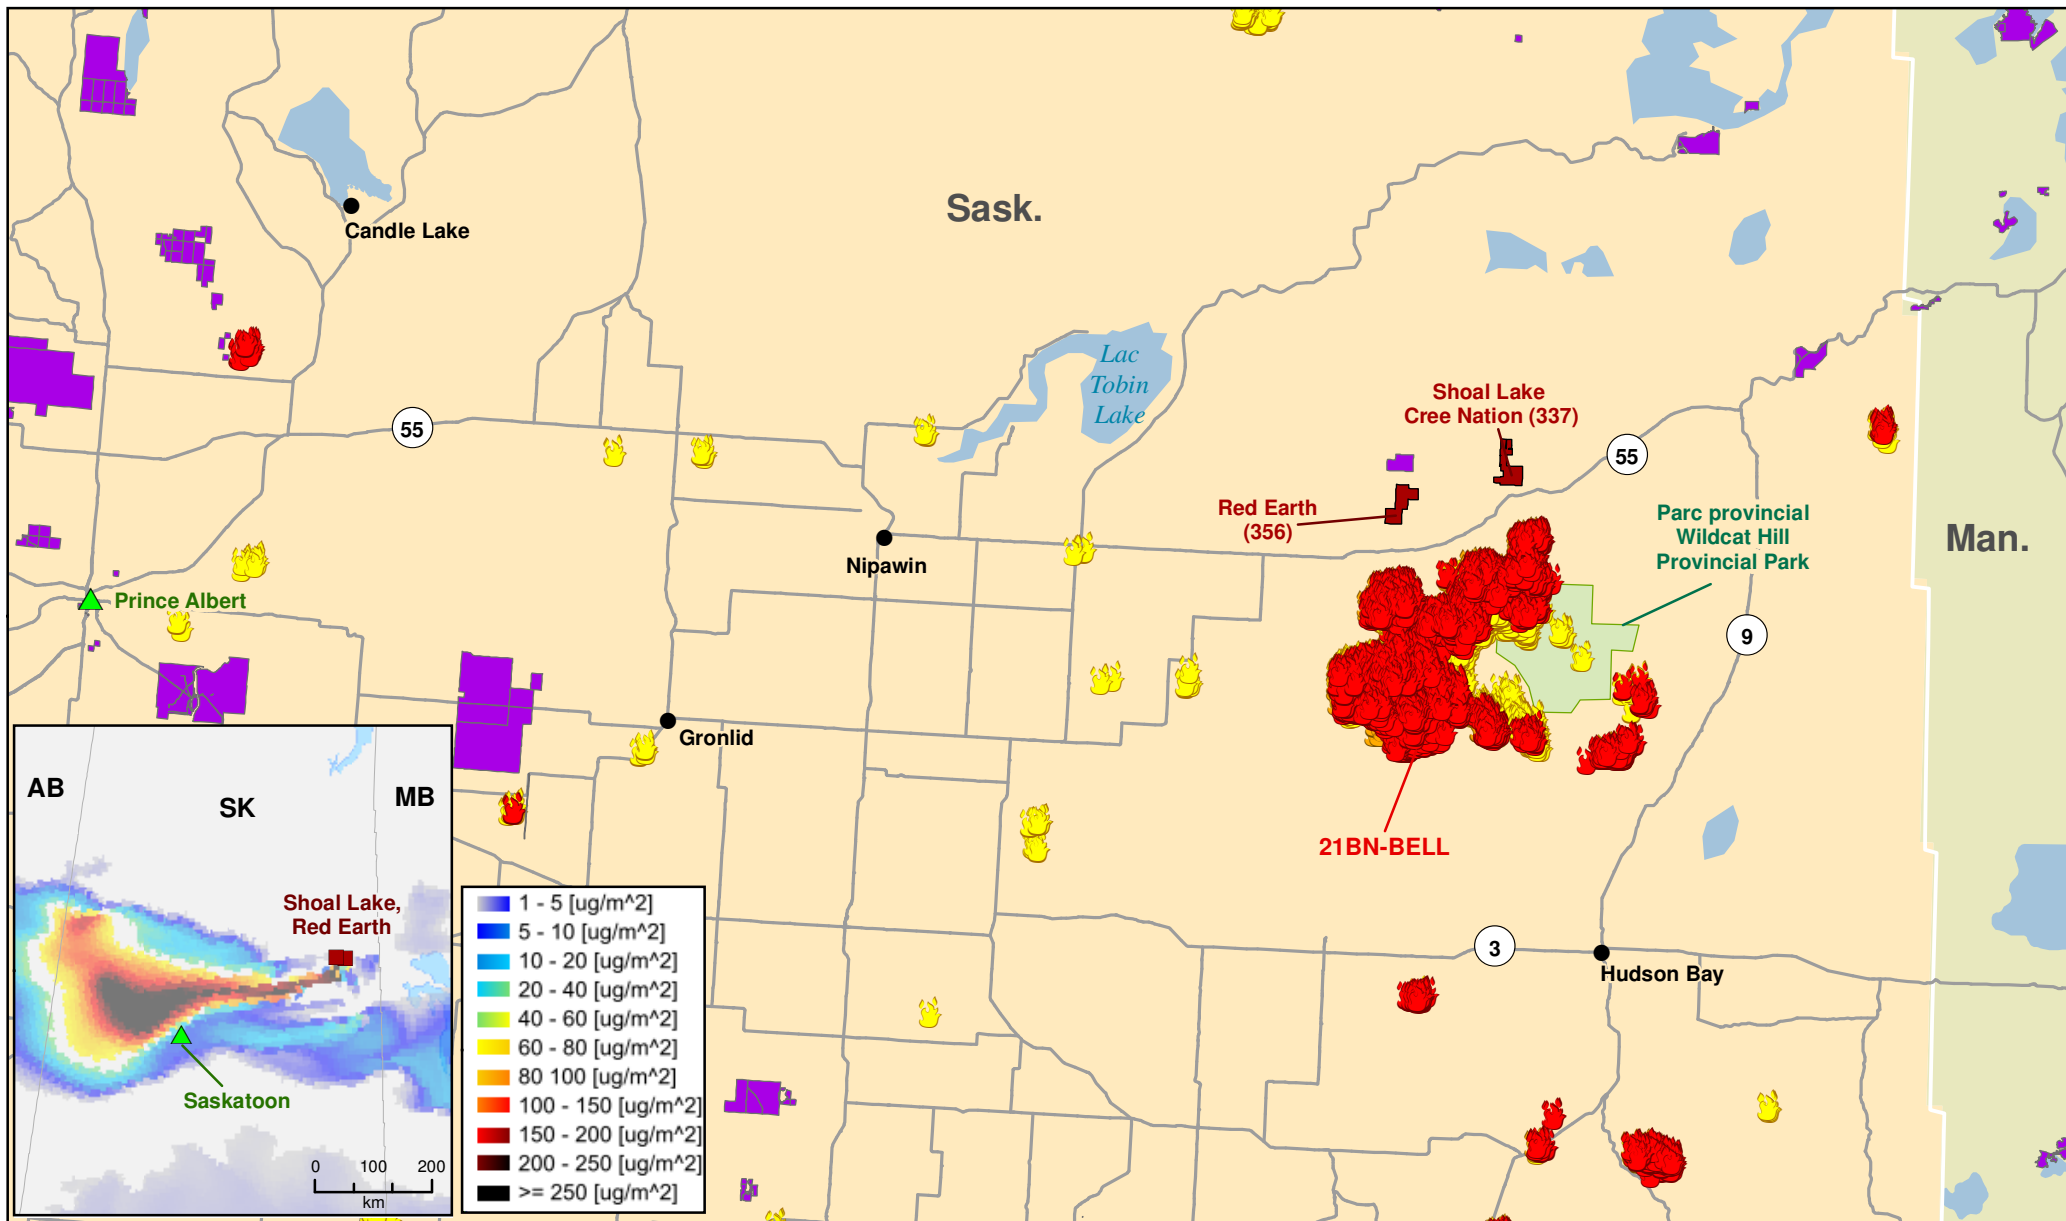 Sask.
Candle Lake
Lac
Tobin
Lake
Shoal Lake
Cree Nation (337)
55
55
Red Earth
(356)
Parc provincial
Wildcat Hill
Provincial Park
Man.
Nipawin
Prince Albert
9
Gronlid
21BN-BELL
3
Hudson Bay
AB
SK
MB
Shoal Lake,
Red Earth
Saskatoon
0 100 200
km
1 - 5 [ug/m^2]
5 - 10 [ug/m^2]
10 - 20 [ug/m^2]
20 - 40 [ug/m^2]
40 - 60 [ug/m^2]
60 - 80 [ug/m^2]
80 100 [ug/m^2]
100 - 150 [ug/m^2]
150 - 200 [ug/m^2]
200 - 250 [ug/m^2]
>= 250 [ug/m^2]